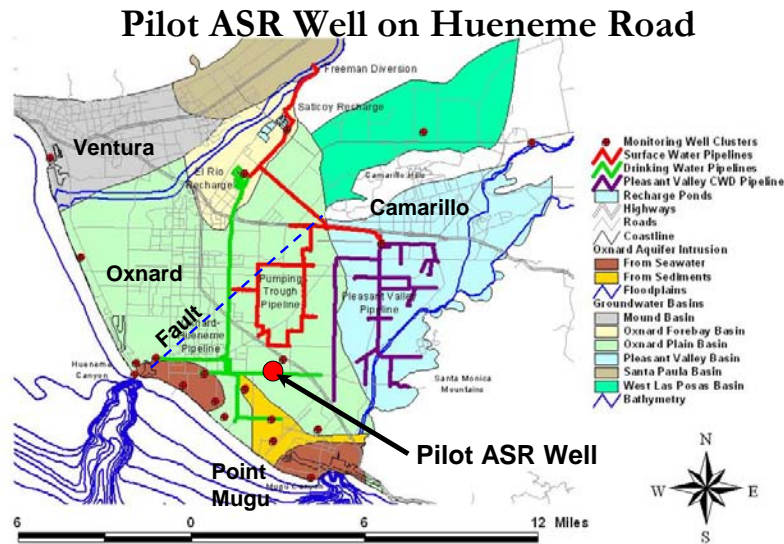 Pilot ASR Well on Hueneme Road
Freeman Diversion
Saticoy Recharge
Ventura
El Rio
Recharge
Camarillo Hills
Camarillo
Oxnard
Pumping
Trough
Pipeline
Pleasant Valley
Pipeline
Fault
Oxnard-
Hueneme
Pipeline
Hueneme
Canyon
Santa Monica
Mountains
Pilot ASR Well
Point
Mugu
Mugu Canyon
Monitoring Well Clusters
Surface Water Pipelines
Drinking Water Pipelines
Pleasant Valley CWD Pipeline
Recharge Ponds
Highways
Roads
Coastline
Oxnard Aquifer Intrusion
From Seawater
From Sediments
Floodplains
Groundwater Basins
Mound Basin
Oxnard Forebay Basin
Oxnard Plain Basin
Pleasant Valley Basin
Santa Paula Basin
West Las Posas Basin
Bathymetry
N
W E
S
6 0 6 12 Miles